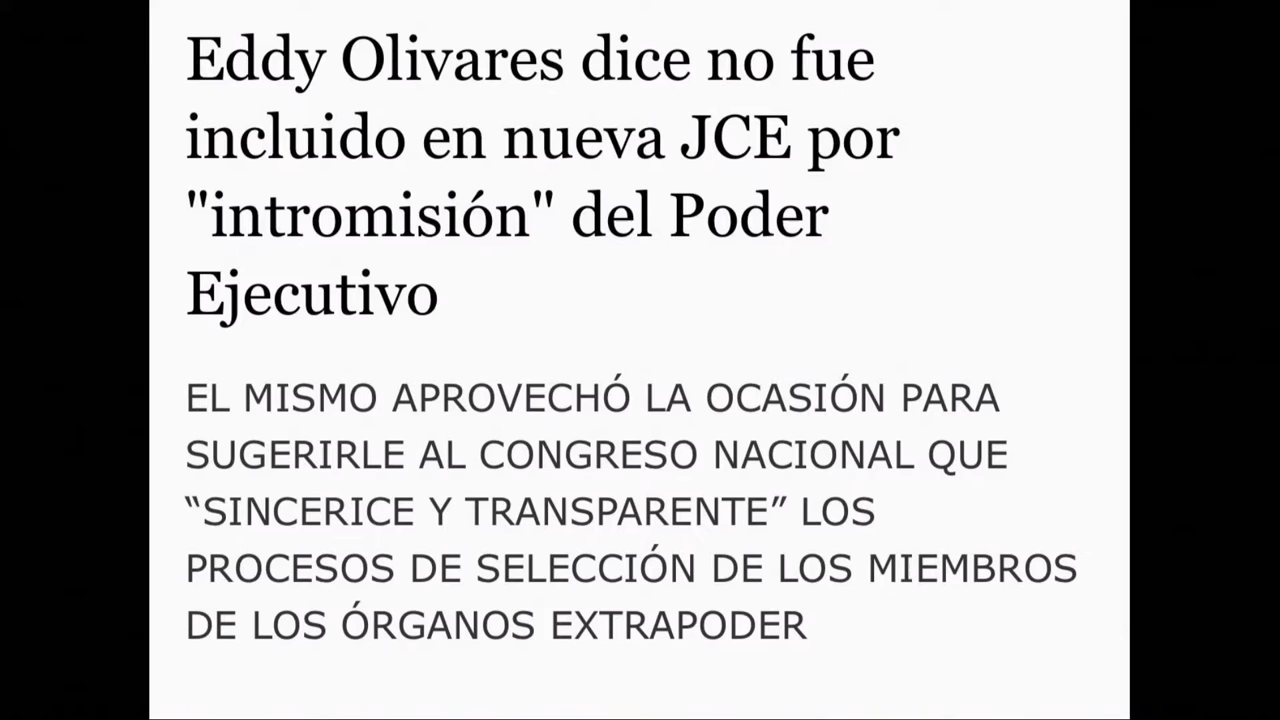 Eddy Olivares dice no fue
incluido en nueva JCE por
"intromisión" del Poder
Ejecutivo
EL MISMO APROVECHÓ LA OCASIÓN PARA
SUGERIRLE AL CONGRESO NACIONAL QUE
“SINCERICE Y TRANSPARENTE” LOS
PROCESOS DE SELECCIÓN DE LOS MIEMBROS
DE LOS ÓRGANOS EXTRAPODER